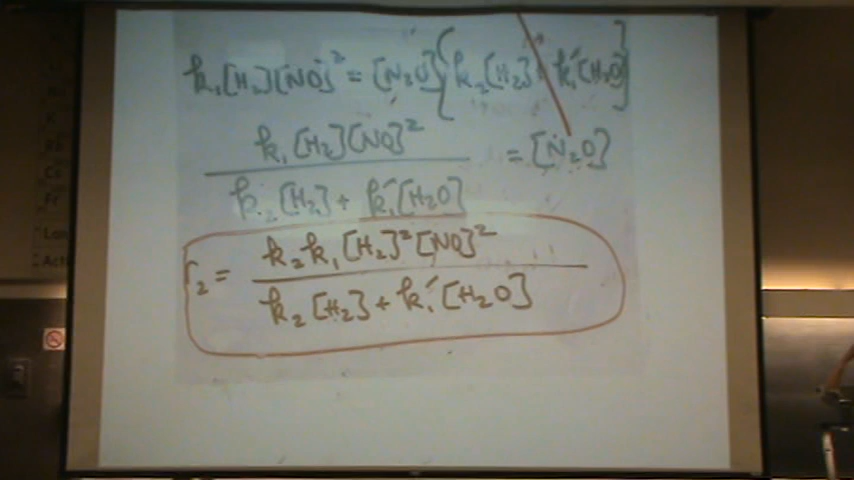 k₁[H₂][NO]² = [N₂O]{k₂[H₂] + k₁′[H₂O]}
k₁[H₂][NO]²
= [N₂O]
k₂[H₂] + k₁′[H₂O]
r₂ = k₂k₁[H₂]²[NO]²
k₂[H₂] + k₁′[H₂O]
Fr